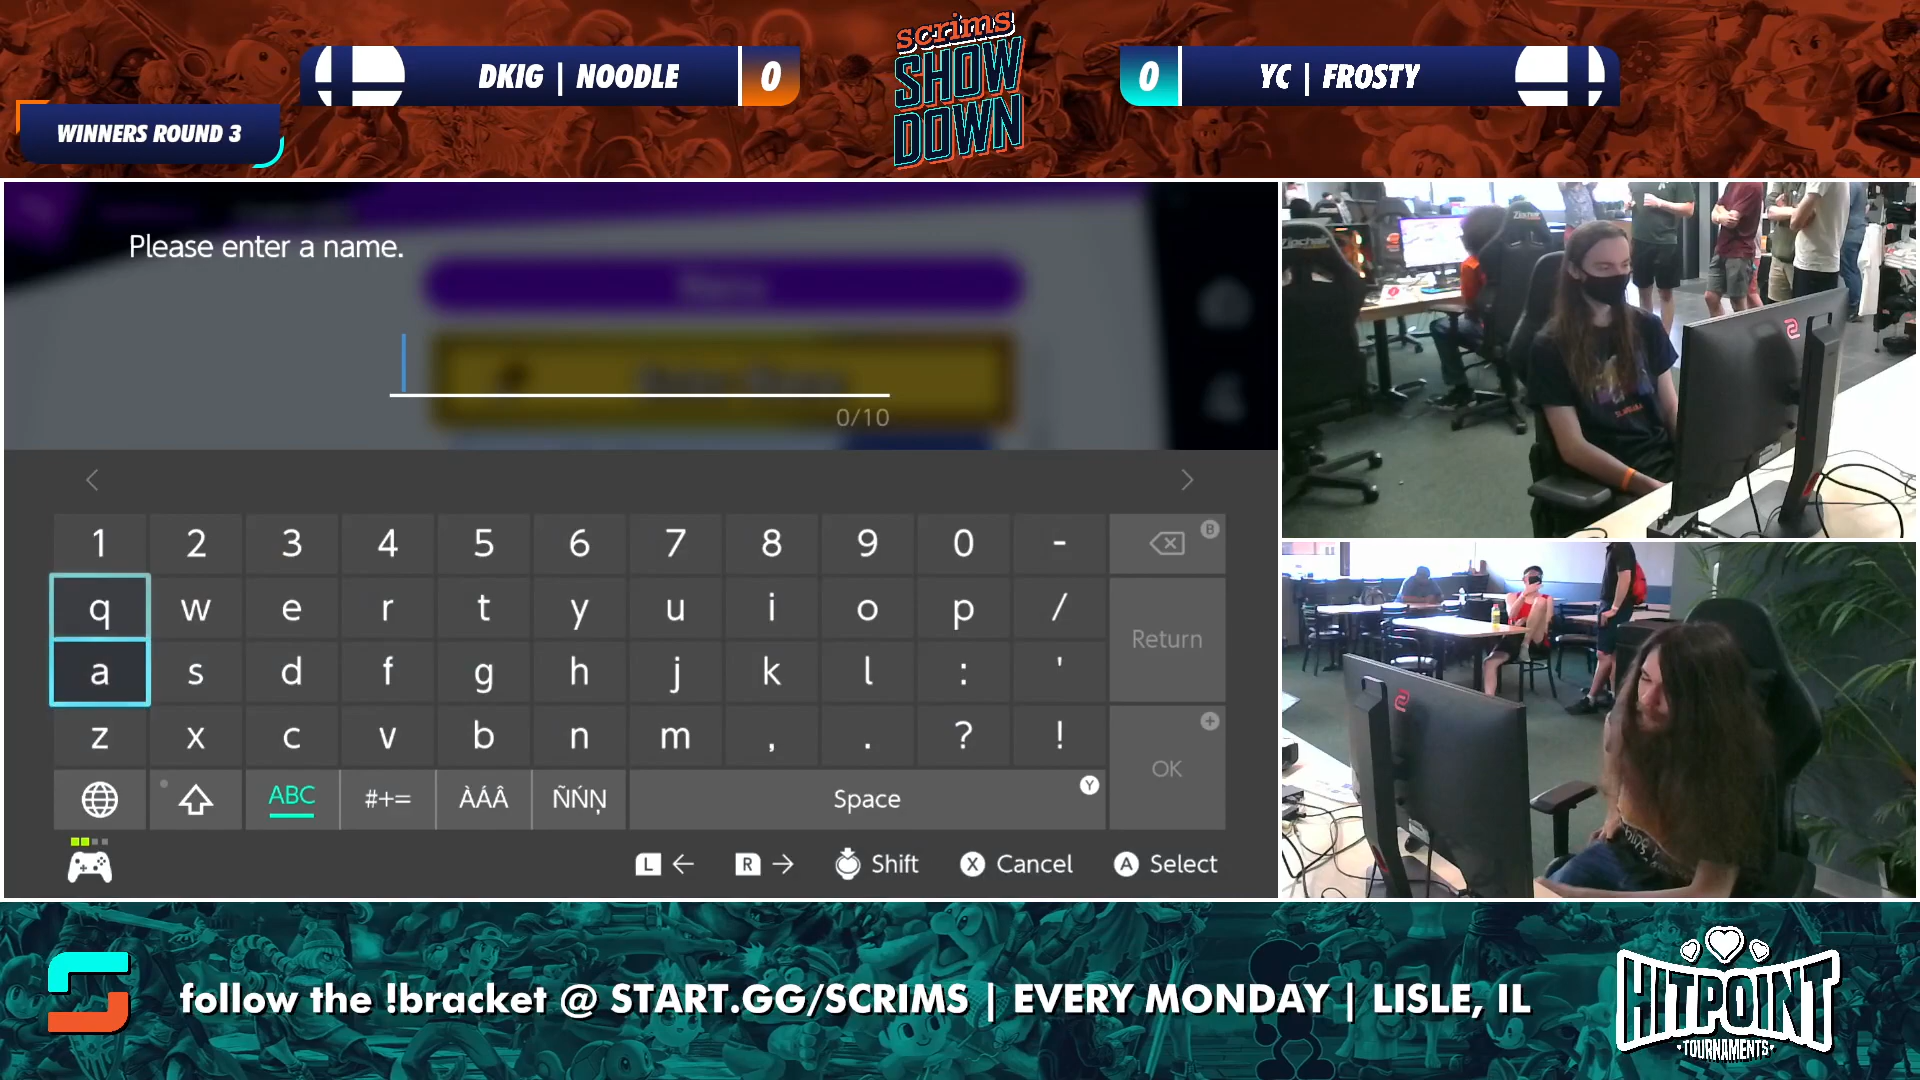 scrims
SHOW
DOWN
DKIG | NOODLE
0
0
YC | FROSTY
WINNERS ROUND 3
Please enter a name.
0/10
1 2 3 4 5 6 7 8 9 0 -
B
q w e r t y u i o p /
Return
a s d f g h j k l : '
z x c v b n m , . ? !
+
OK
ABC
#+=
ÀÁÂ
ÑŃŅ
Space
Y
L ←
R →
Shift
X Cancel
A Select
follow the !bracket @ START.GG/SCRIMS | EVERY MONDAY | LISLE, IL
HITPOINT
•TOURNAMENTS•